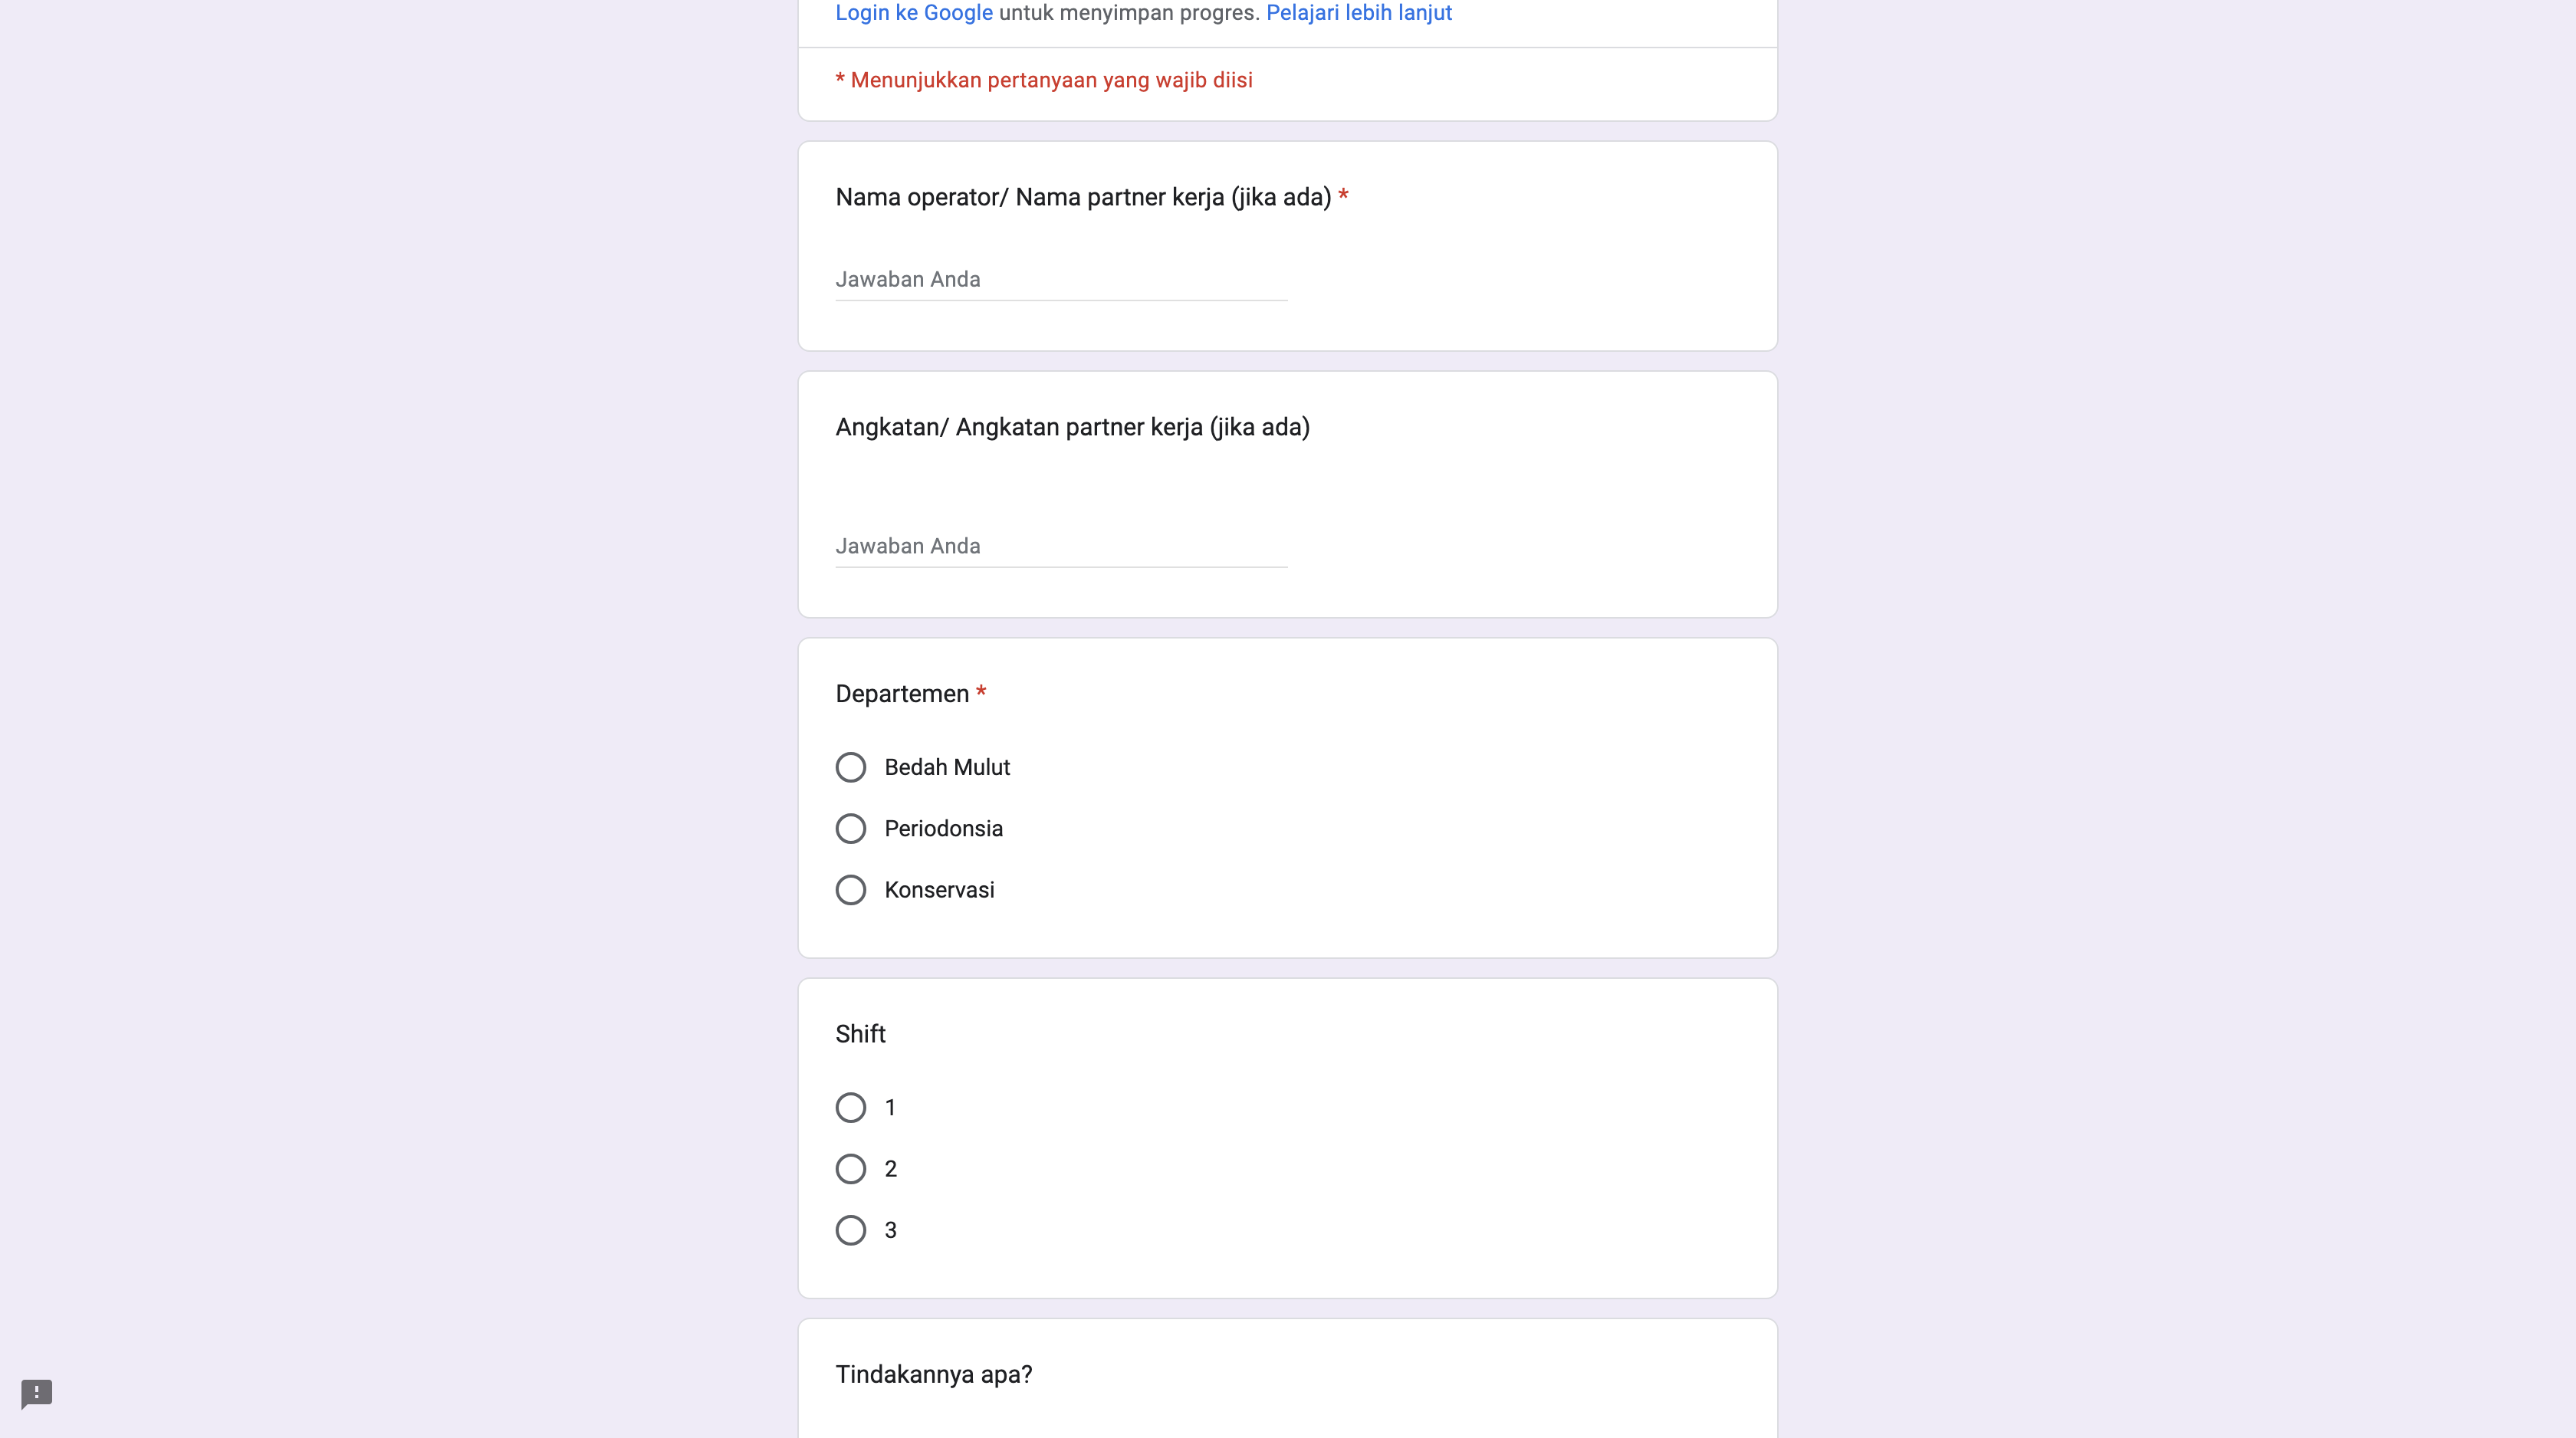 Login ke Google untuk menyimpan progres. Pelajari lebih lanjut
* Menunjukkan pertanyaan yang wajib diisi
Nama operator/ Nama partner kerja (jika ada) *
Jawaban Anda
Angkatan/ Angkatan partner kerja (jika ada)
Jawaban Anda
Departemen *
Bedah Mulut
Periodonsia
Konservasi
Shift
1
2
3
Tindakannya apa?